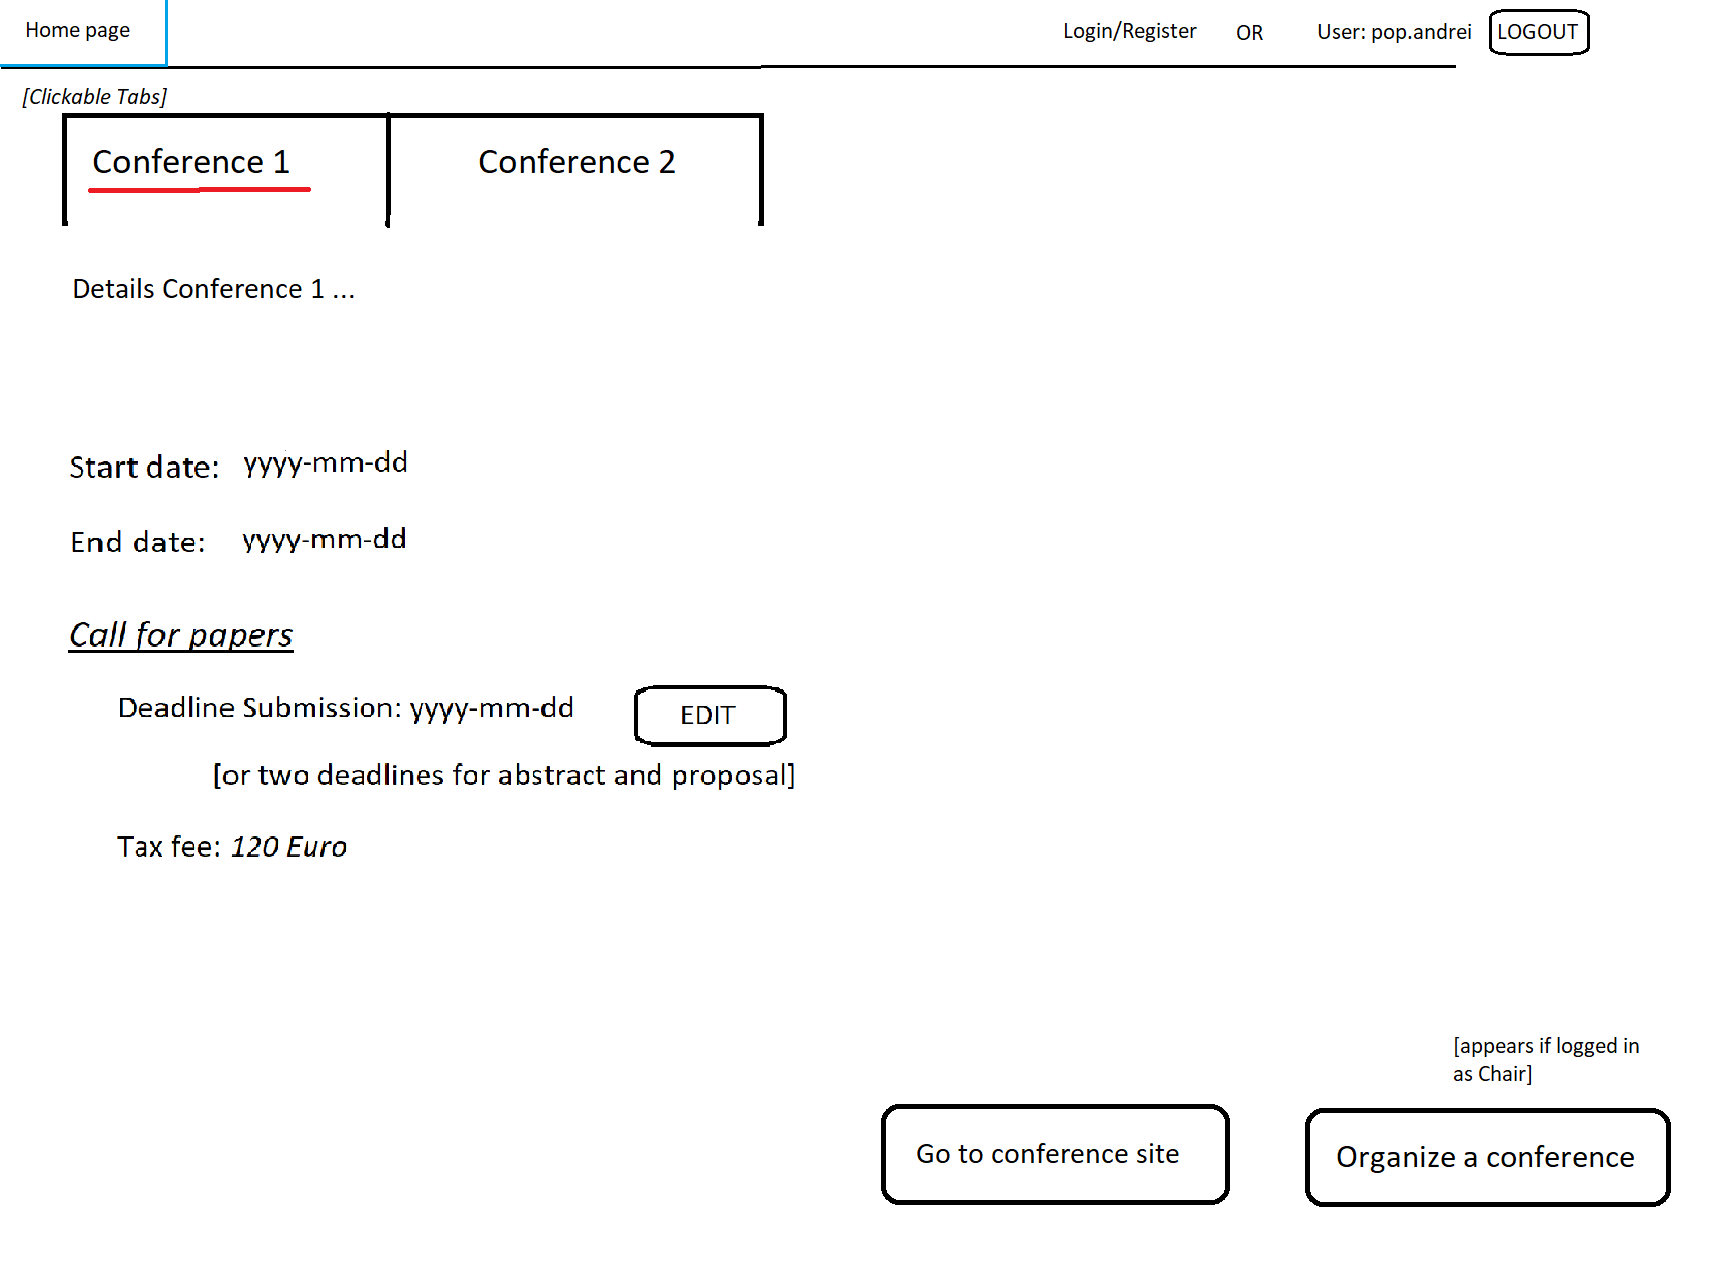 Home page
Login/Register OR User: pop.andrei LOGOUT
[Clickable Tabs]
Conference 1 Conference 2
Details Conference 1 ...
Start date: yyyy-mm-dd
End date: yyyy-mm-dd
Call for papers
Deadline Submission: yyyy-mm-dd EDIT
[or two deadlines for abstract and proposal]
Tax fee: 120 Euro
[appears if logged in
as Chair]
Go to conference site Organize a conference